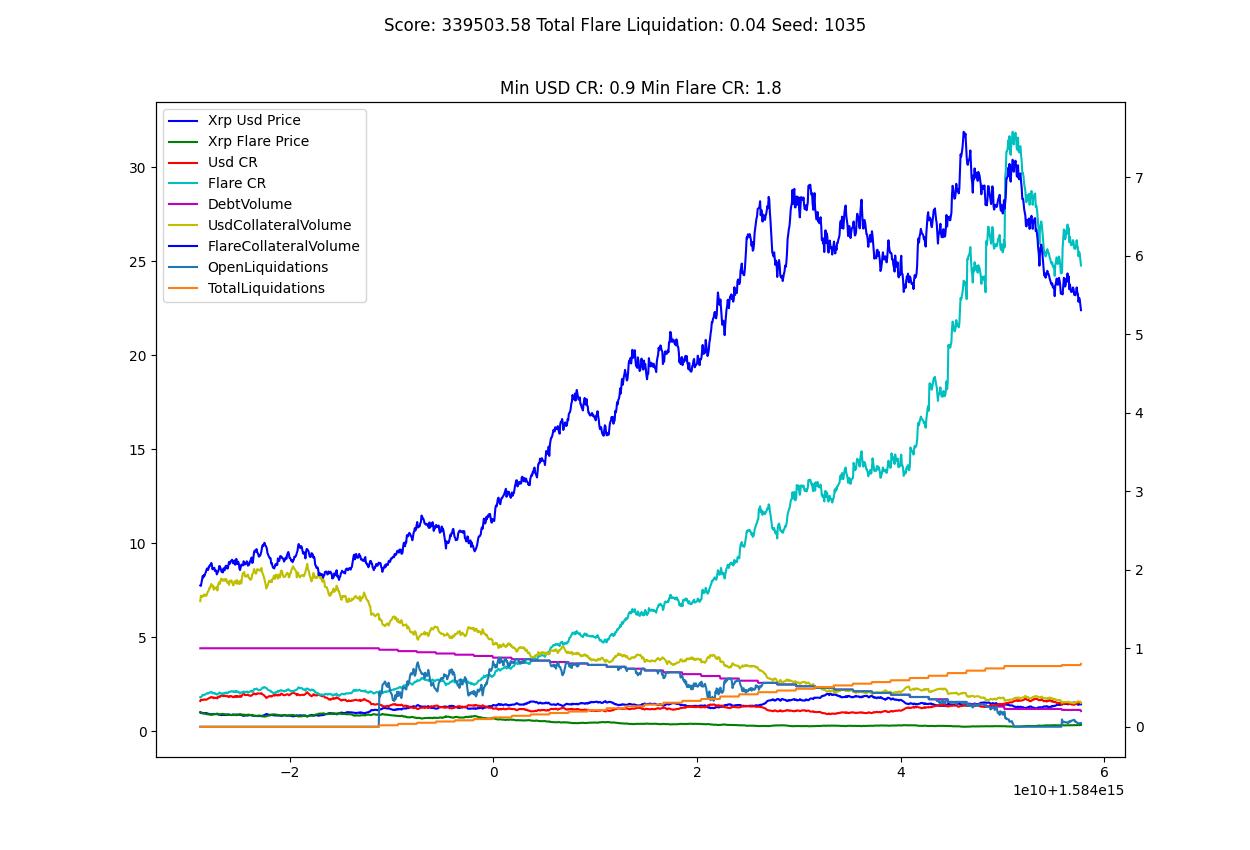 Score: 339503.58 Total Flare Liquidation: 0.04 Seed: 1035
Min USD CR: 0.9 Min Flare CR: 1.8
Xrp Usd Price
Xrp Flare Price
Usd CR
Flare CR
DebtVolume
UsdCollateralVolume
FlareCollateralVolume
OpenLiquidations
TotalLiquidations
30
25
20
15
10
5
0
7
6
5
4
3
2
1
0
−2
0
2
4
6
1e10+1.584e15